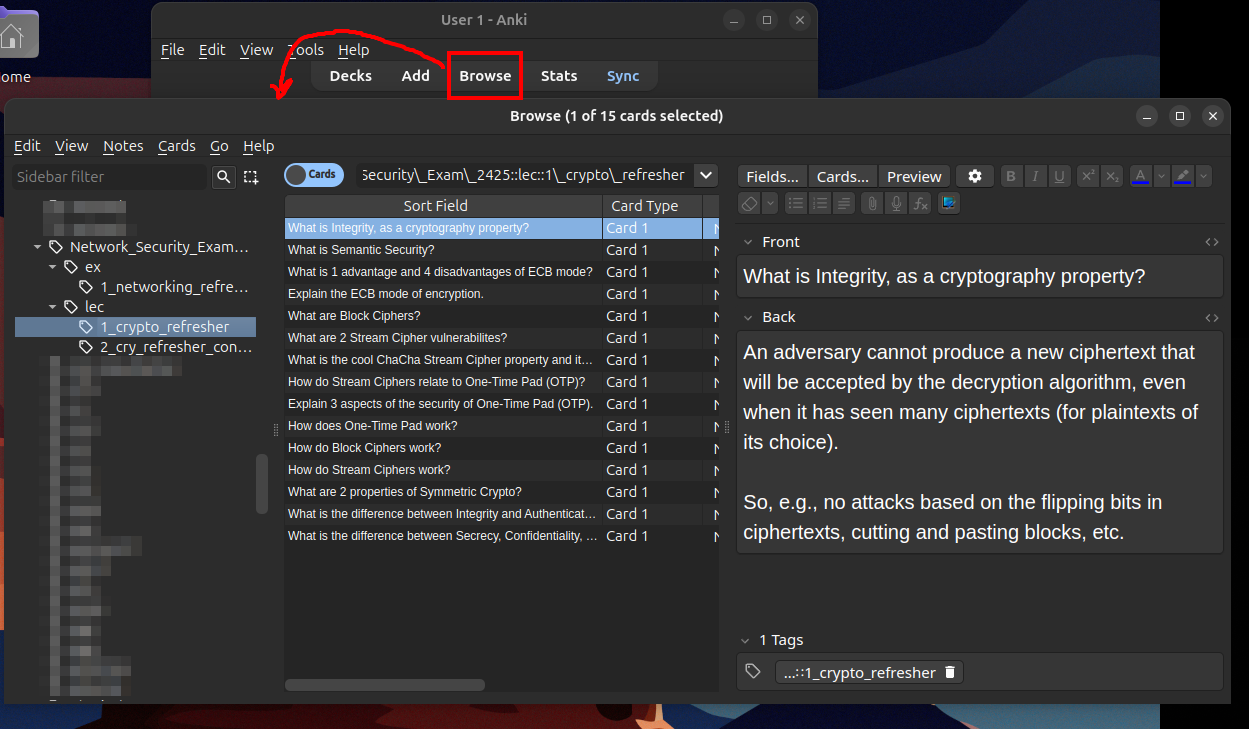 User 1 - Anki
File Edit View Tools Help
ome
Decks Add Browse Stats Sync
Browse (1 of 15 cards selected)
Edit View Notes Cards Go Help
Sidebar filter
Network_Security_Exam...
ex
1_networking_refre...
lec
1_crypto_refresher
2_cry_refresher_con...
Cards Security\_Exam\_2425::lec::1\_crypto\_refresher
Sort Field Card Type
What is Integrity, as a cryptography property? Card 1
What is Semantic Security? Card 1
What is 1 advantage and 4 disadvantages of ECB mode? Card 1
Explain the ECB mode of encryption. Card 1
What are Block Ciphers? Card 1
What are 2 Stream Cipher vulnerabilites? Card 1
What is the cool ChaCha Stream Cipher property and it... Card 1
How do Stream Ciphers relate to One-Time Pad (OTP)? Card 1
Explain 3 aspects of the security of One-Time Pad (OTP). Card 1
How does One-Time Pad work? Card 1
How do Block Ciphers work? Card 1
How do Stream Ciphers work? Card 1
What are 2 properties of Symmetric Crypto? Card 1
What is the difference between Integrity and Authenticat... Card 1
What is the difference between Secrecy, Confidentiality, ... Card 1
Fields... Cards... Preview B I U x² x₂ A
fx
Front
What is Integrity, as a cryptography property?
Back
An adversary cannot produce a new ciphertext that
will be accepted by the decryption algorithm, even
when it has seen many ciphertexts (for plaintexts of
its choice).
So, e.g., no attacks based on the flipping bits in
ciphertexts, cutting and pasting blocks, etc.
1 Tags
...::1_crypto_refresher